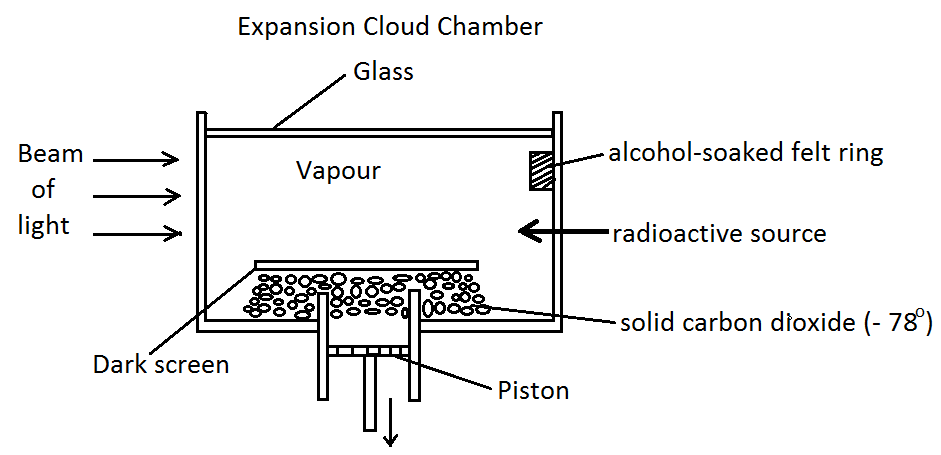 Expansion Cloud Chamber
Glass
Beam
of
light
Vapour
alcohol-soaked felt ring
radioactive source
solid carbon dioxide (- 78°)
Dark screen
Piston